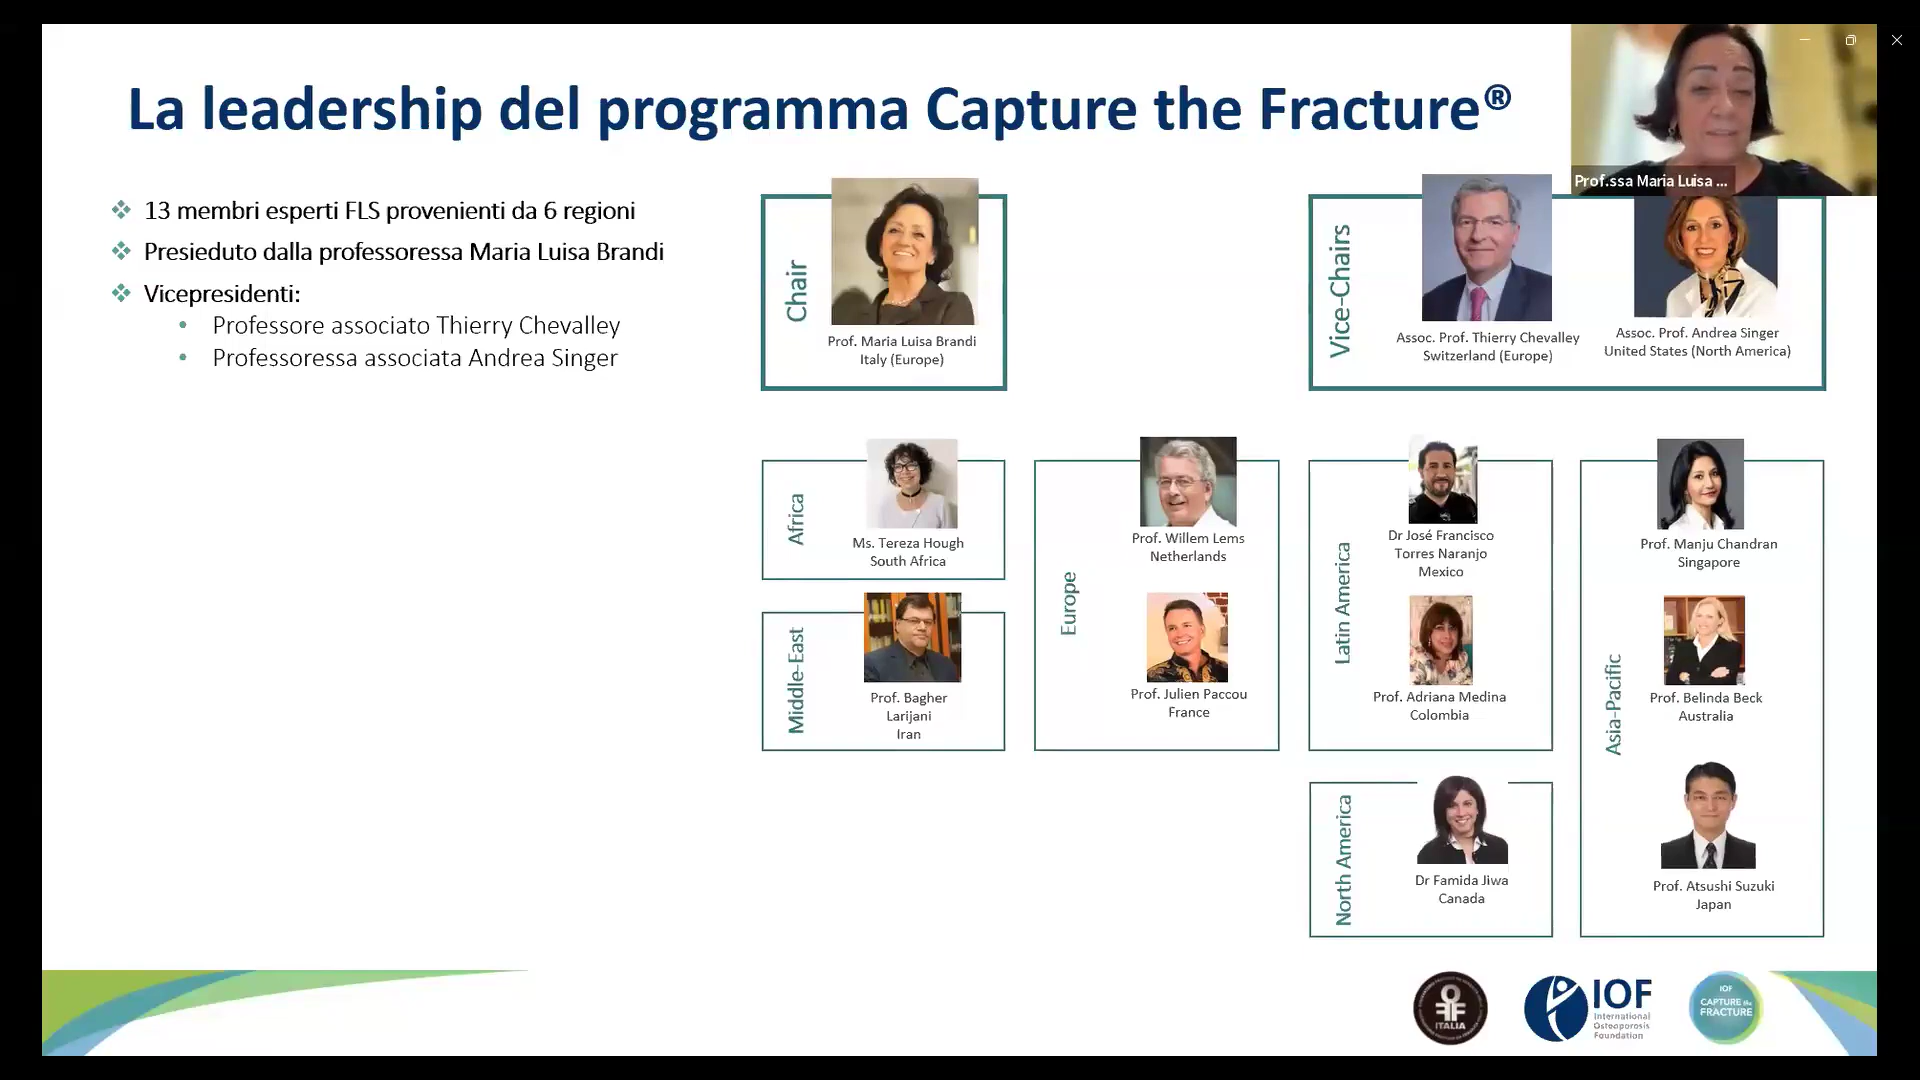 La leadership del programma Capture the Fracture®
Prof.ssa Maria Luisa ...
13 membri esperti FLS provenienti da 6 regioni
Presieduto dalla professoressa Maria Luisa Brandi
Vicepresidenti:
Professore associato Thierry Chevalley
Professoressa associata Andrea Singer
Chair
Prof. Maria Luisa Brandi
Italy (Europe)
Vice-Chairs
Assoc. Prof. Thierry Chevalley
Switzerland (Europe)
Assoc. Prof. Andrea Singer
United States (North America)
Africa
Ms. Tereza Hough
South Africa
Middle-East
Prof. Bagher
Larijani
Iran
Europe
Prof. Willem Lems
Netherlands
Prof. Julien Paccou
France
Latin America
Dr José Francisco
Torres Naranjo
Mexico
Prof. Adriana Medina
Colombia
North America
Dr Famida Jiwa
Canada
Asia-Pacific
Prof. Manju Chandran
Singapore
Prof. Belinda Beck
Australia
Prof. Atsushi Suzuki
Japan
ITALIA
IOF
International
Osteoporosis
Foundation
IOF
CAPTURE the
FRACTURE